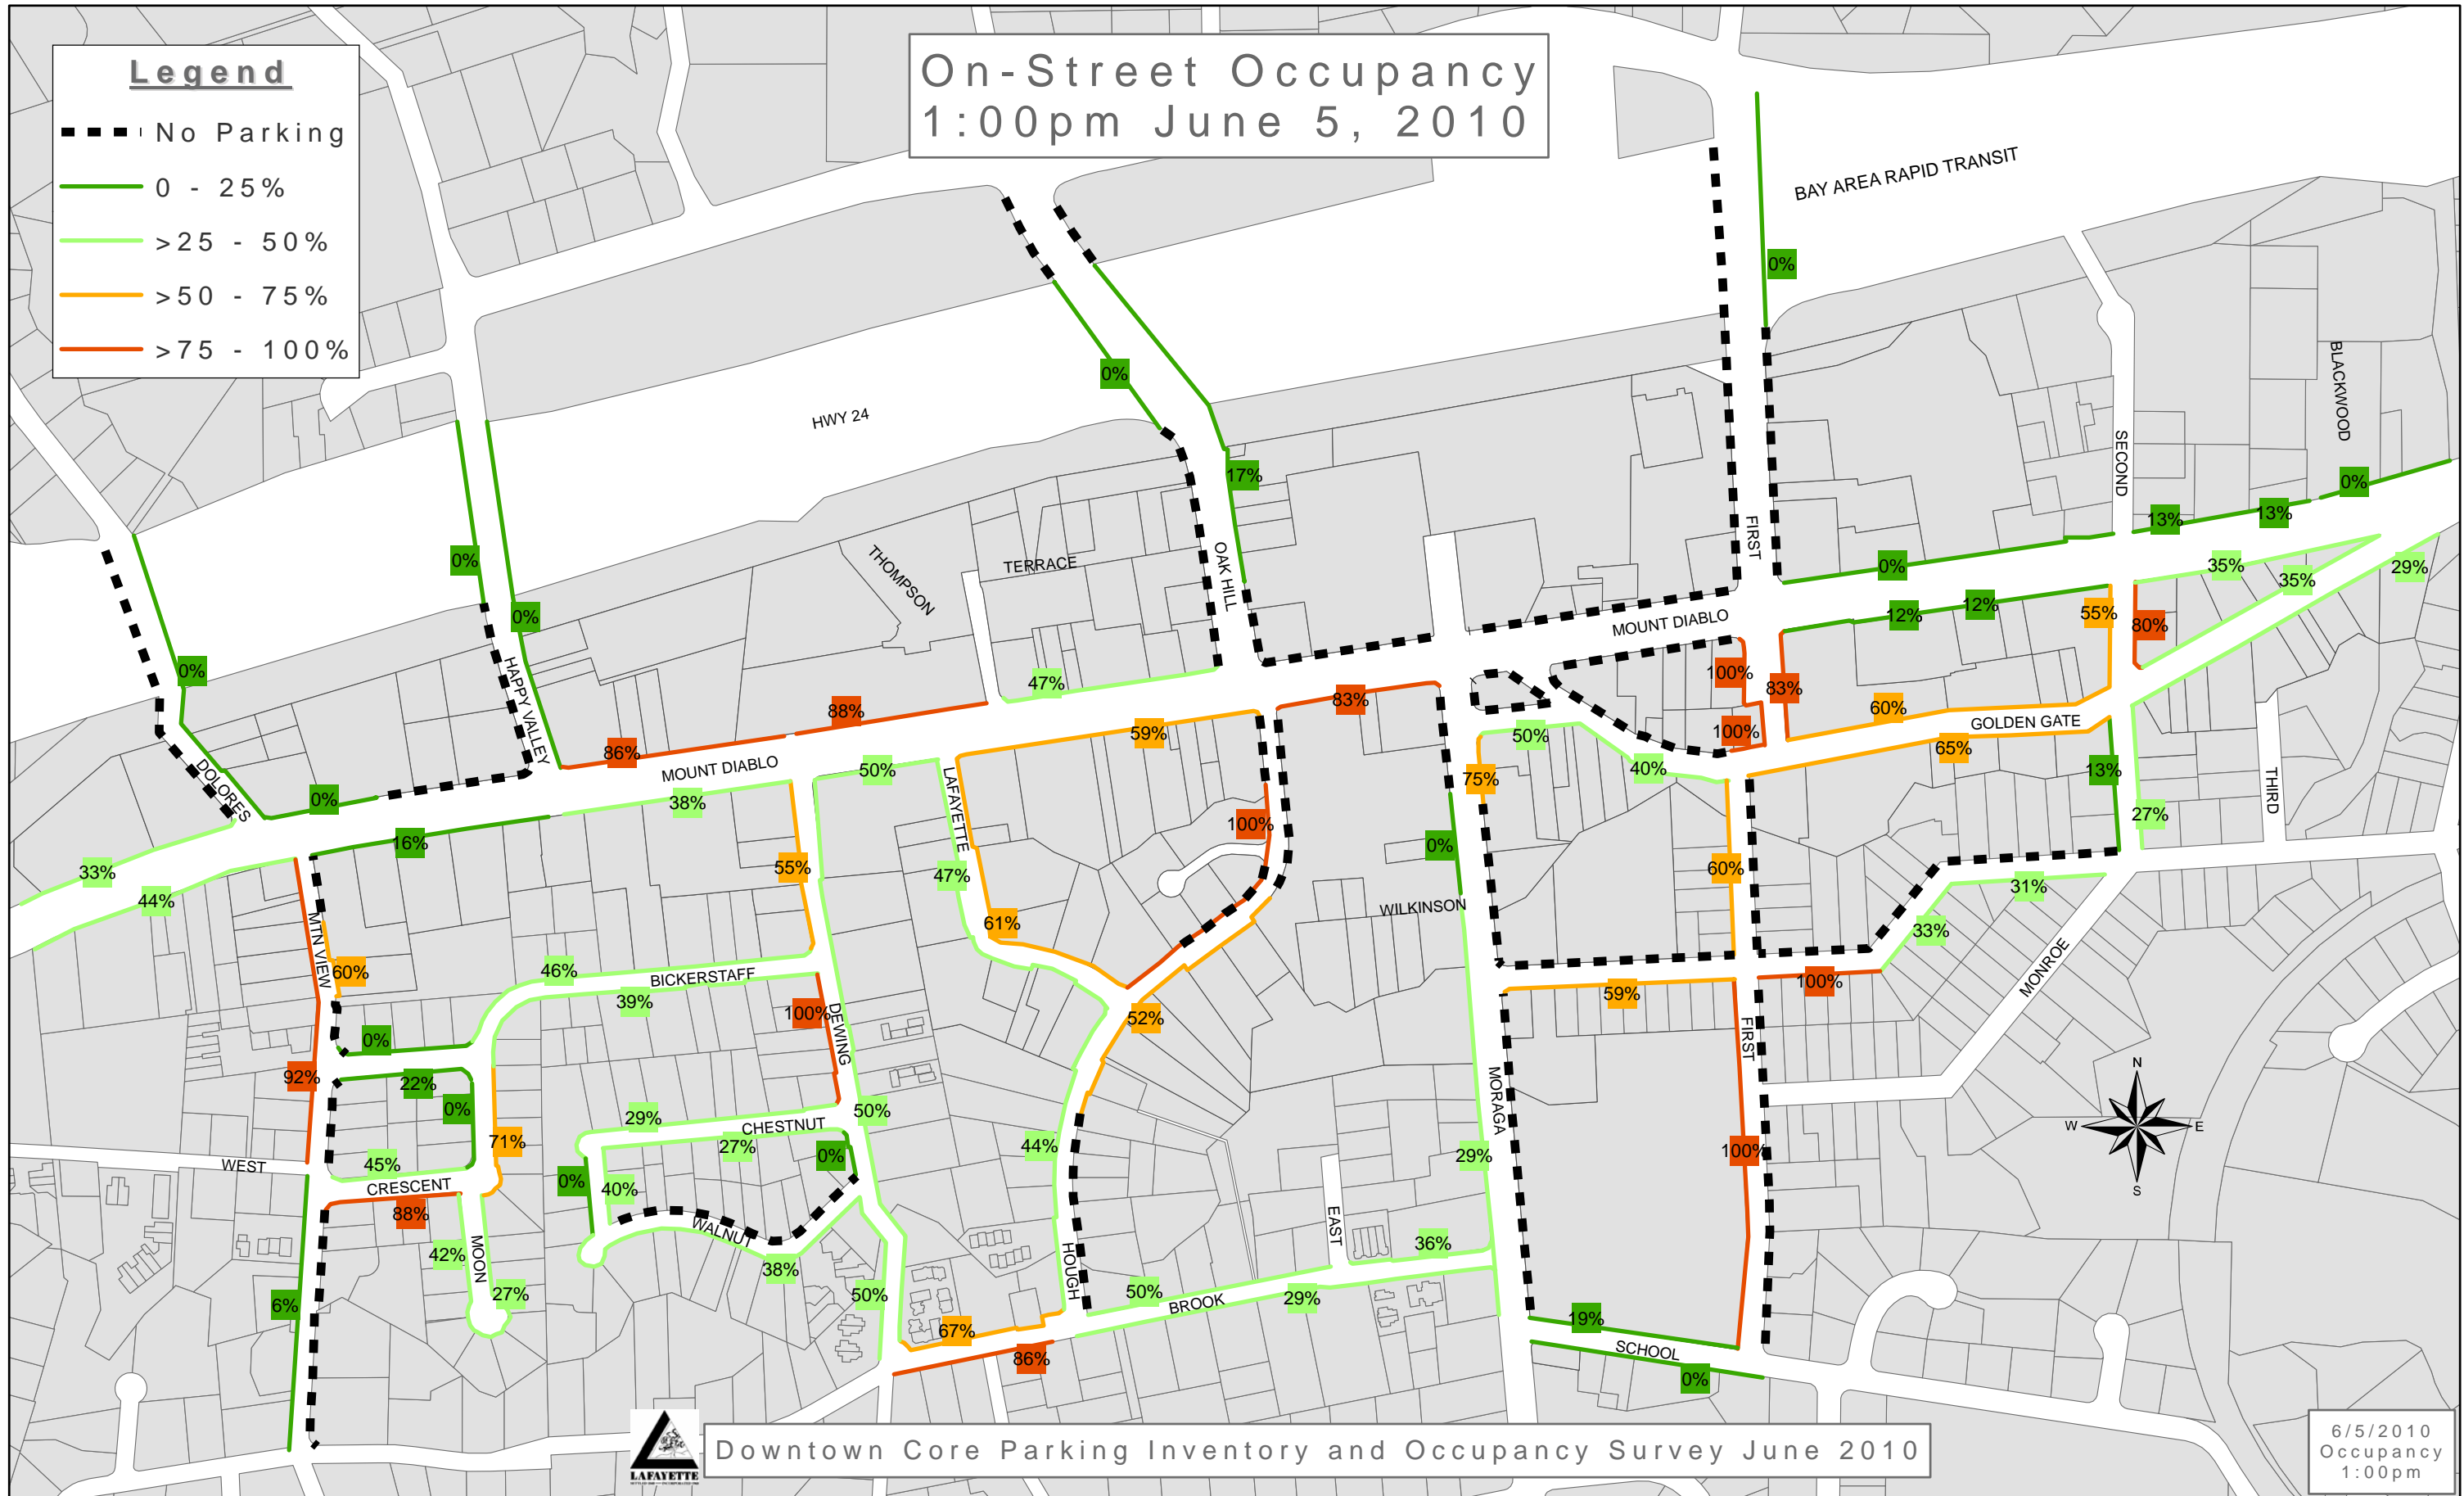 Legend
No Parking
0 - 25%
>25 - 50%
>50 - 75%
>75 - 100%
On-Street Occupancy
1:00pm June 5, 2010
BAY AREA RAPID TRANSIT
0%
HWY 24
0%
17%
BLACKWOOD
SECOND
0%
13%
13%
FIRST
0%
35%
35%
29%
0%
0%
THOMPSON
TERRACE
OAK HILL
12%
12%
55%
80%
MOUNT DIABLO
0%
HAPPY VALLEY
47%
100%
83%
83%
88%
60%
GOLDEN GATE
59%
50%
100%
65%
86%
MOUNT DIABLO
50%
40%
75%
13%
DOLORES
0%
38%
LAFAYETTE
THIRD
16%
100%
0%
27%
33%
44%
55%
47%
60%
31%
MTN VIEW
61%
WILKINSON
33%
60%
46%
BICKERSTAFF
39%
59%
100%
MONROE
100%
DEWING
52%
FIRST
0%
92%
22%
0%
29%
CHESTNUT
50%
MORAGA
N
W
E
S
71%
27%
0%
44%
29%
100%
WEST
45%
CRESCENT
88%
0%
40%
WALNUT
EAST
42%
MOON
38%
HOUGH
36%
6%
27%
50%
50%
BROOK
29%
67%
86%
19%
SCHOOL
0%
LAFAYETTE
Downtown Core Parking Inventory and Occupancy Survey June 2010
6/5/2010
Occupancy
1:00pm